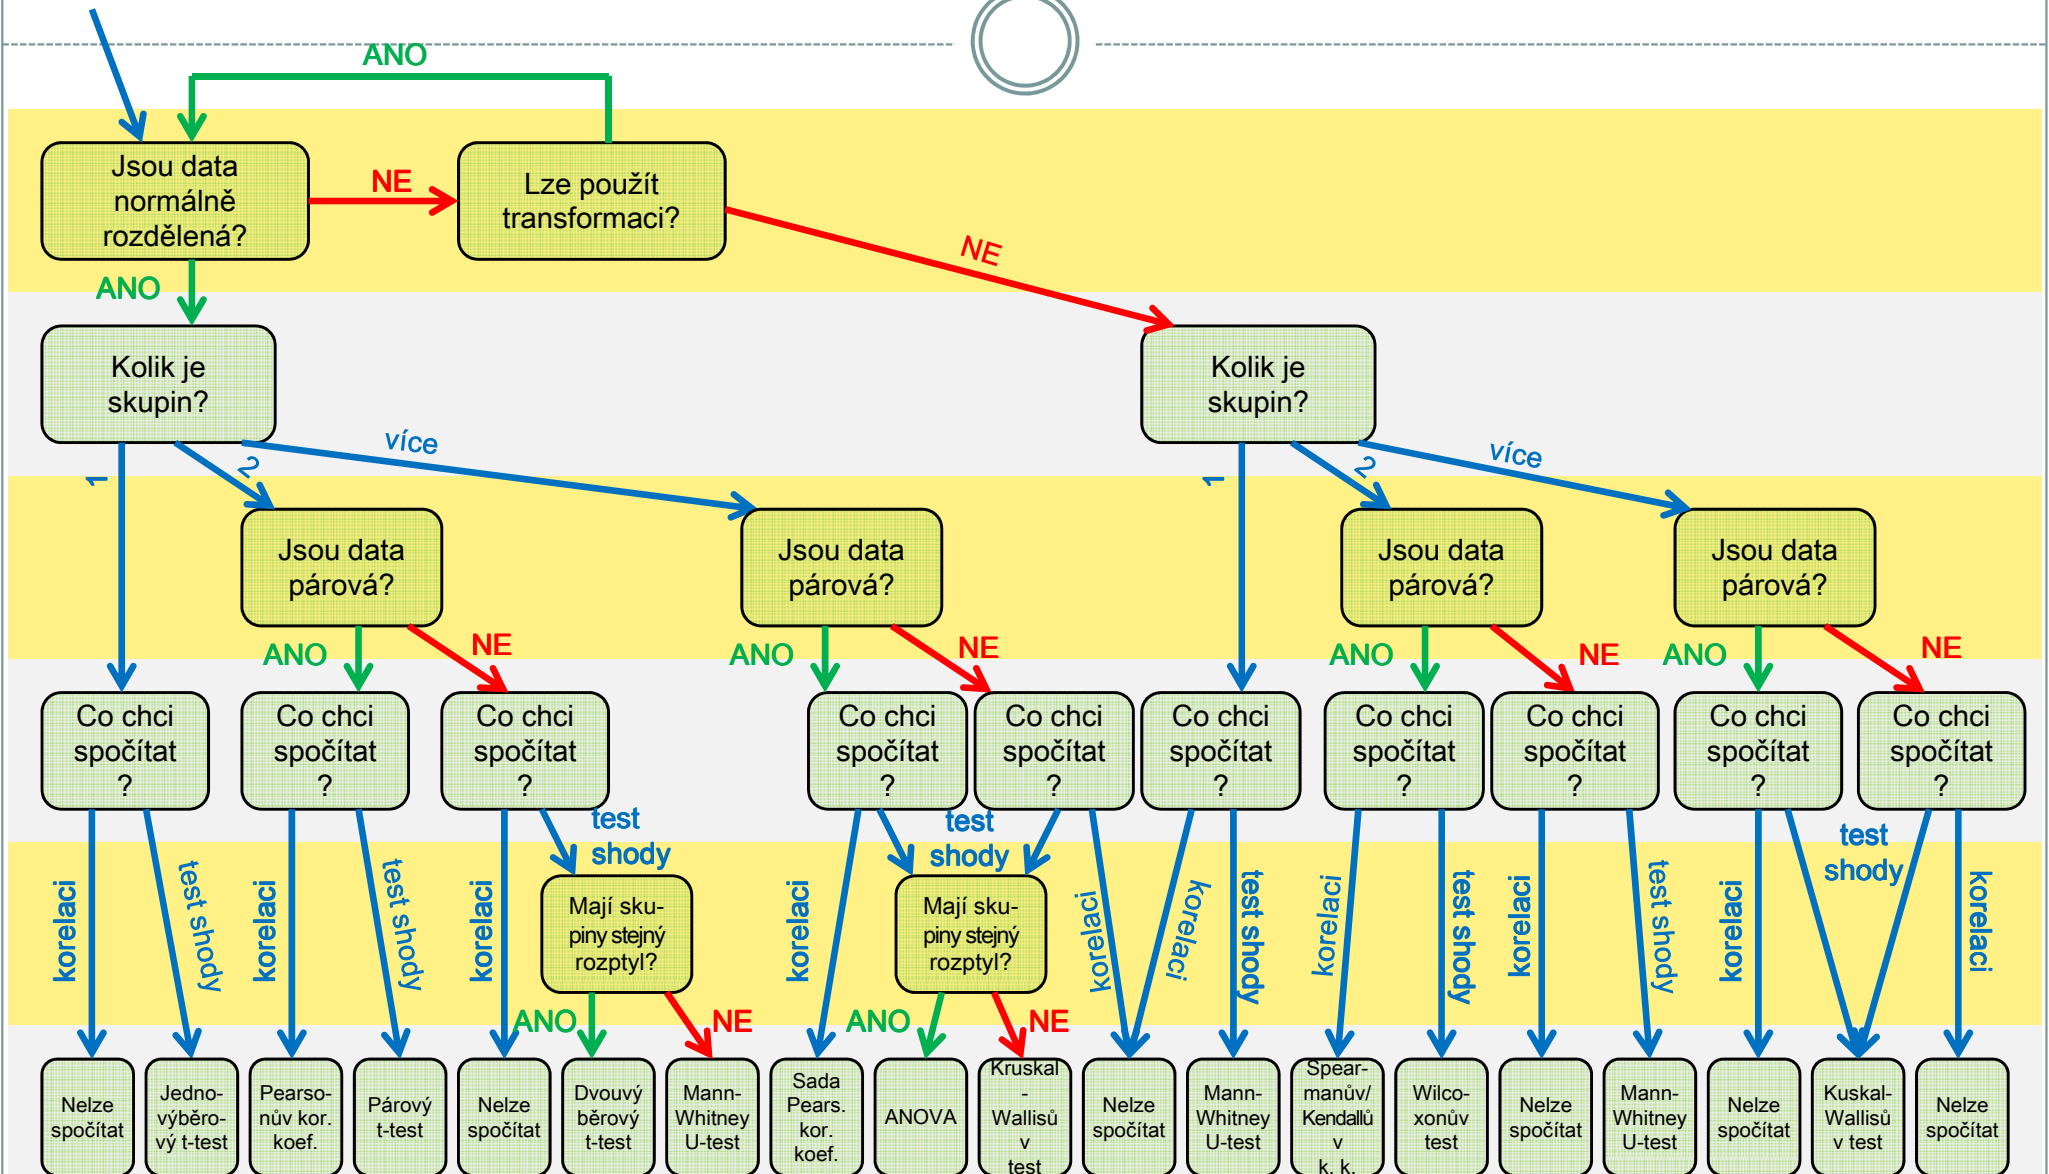 ANO
Jsou data
normálně
rozdělená?
NE
Lze použít
transformaci?
NE
ANO
Kolik je
skupin?
Kolik je
skupin?
1
2
více
1
2
více
Jsou data
párová?
Jsou data
párová?
Jsou data
párová?
Jsou data
párová?
ANO
NE
ANO
NE
ANO
NE
ANO
NE
Co chci
spočítat
?
Co chci
spočítat
?
Co chci
spočítat
?
Co chci
spočítat
?
Co chci
spočítat
?
Co chci
spočítat
?
Co chci
spočítat
?
Co chci
spočítat
?
Co chci
spočítat
?
Co chci
spočítat
?
korelaci
test shody
korelaci
test shody
korelaci
test
shody
Mají sku-
piny stejný
rozptyl?
korelaci
test
shody
Mají sku-
piny stejný
rozptyl?
korelaci
korelaci
test shody
korelaci
test shody
korelaci
test shody
korelaci
test
shody
korelaci
ANO
NE
ANO
NE
Nelze
spočítat
Jedno-
výběro-
vý t-test
Pearso-
nův kor.
koef.
Párový
t-test
Nelze
spočítat
Dvouvý
běrový
t-test
Mann-
Whitney
U-test
Sada
Pears.
kor.
koef.
ANOVA
Kruskal
-
Wallisů
v
test
Nelze
spočítat
Mann-
Whitney
U-test
Spear-
manův/
Kendallů
v
k. k.
Wilco-
xonův
test
Nelze
spočítat
Mann-
Whitney
U-test
Nelze
spočítat
Kuskal-
Wallisů
v test
Nelze
spočítat